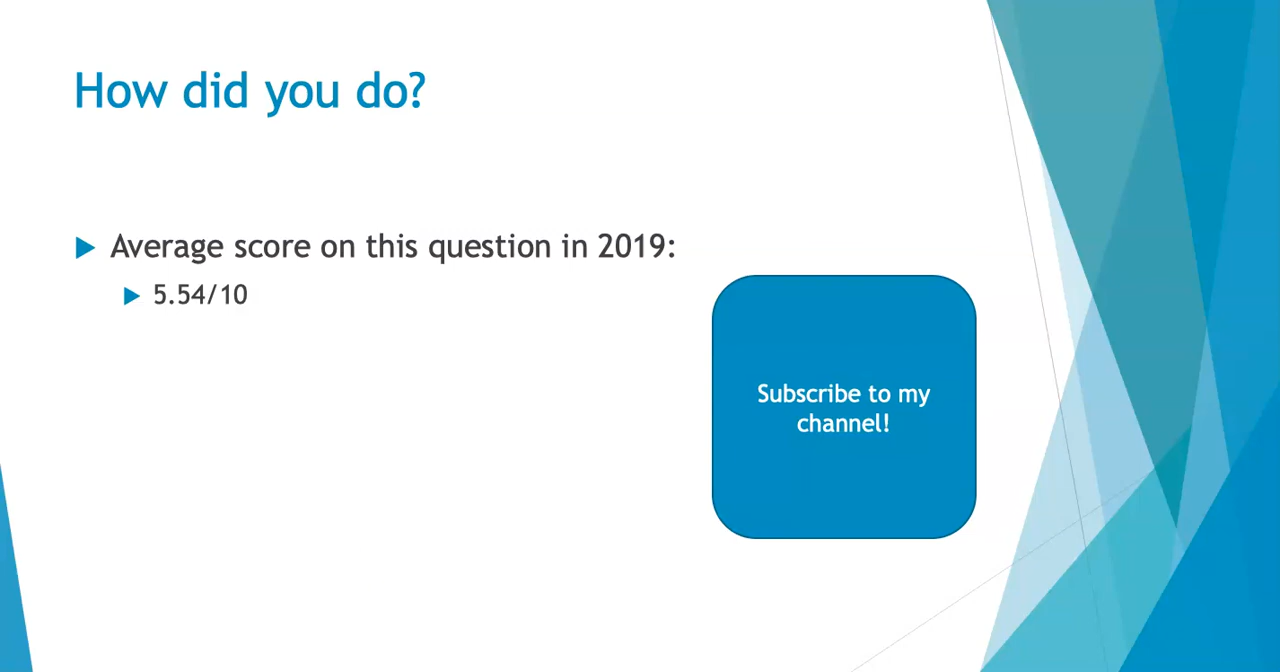 How did you do?
Average score on this question in 2019:
5.54/10
Subscribe to my
channel!